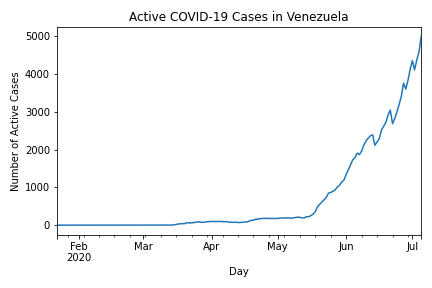 Active COVID-19 Cases in Venezuela
5000
4000
3000
2000
1000
0
Number of Active Cases
Feb Mar Apr May Jun Jul
2020
Day